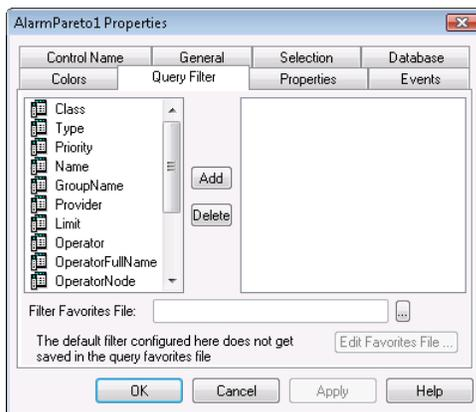 AlarmPareto1 Properties
Control Name General Selection Database
Colors Query Filter Properties Events
Class
Type
Priority
Name
GroupName
Provider
Limit
Operator
OperatorFullName
OperatorNode
Add
Delete
Filter Favorites File:
...
The default filter configured here does not get
saved in the query favorites file
Edit Favorites File ...
OK Cancel Apply Help